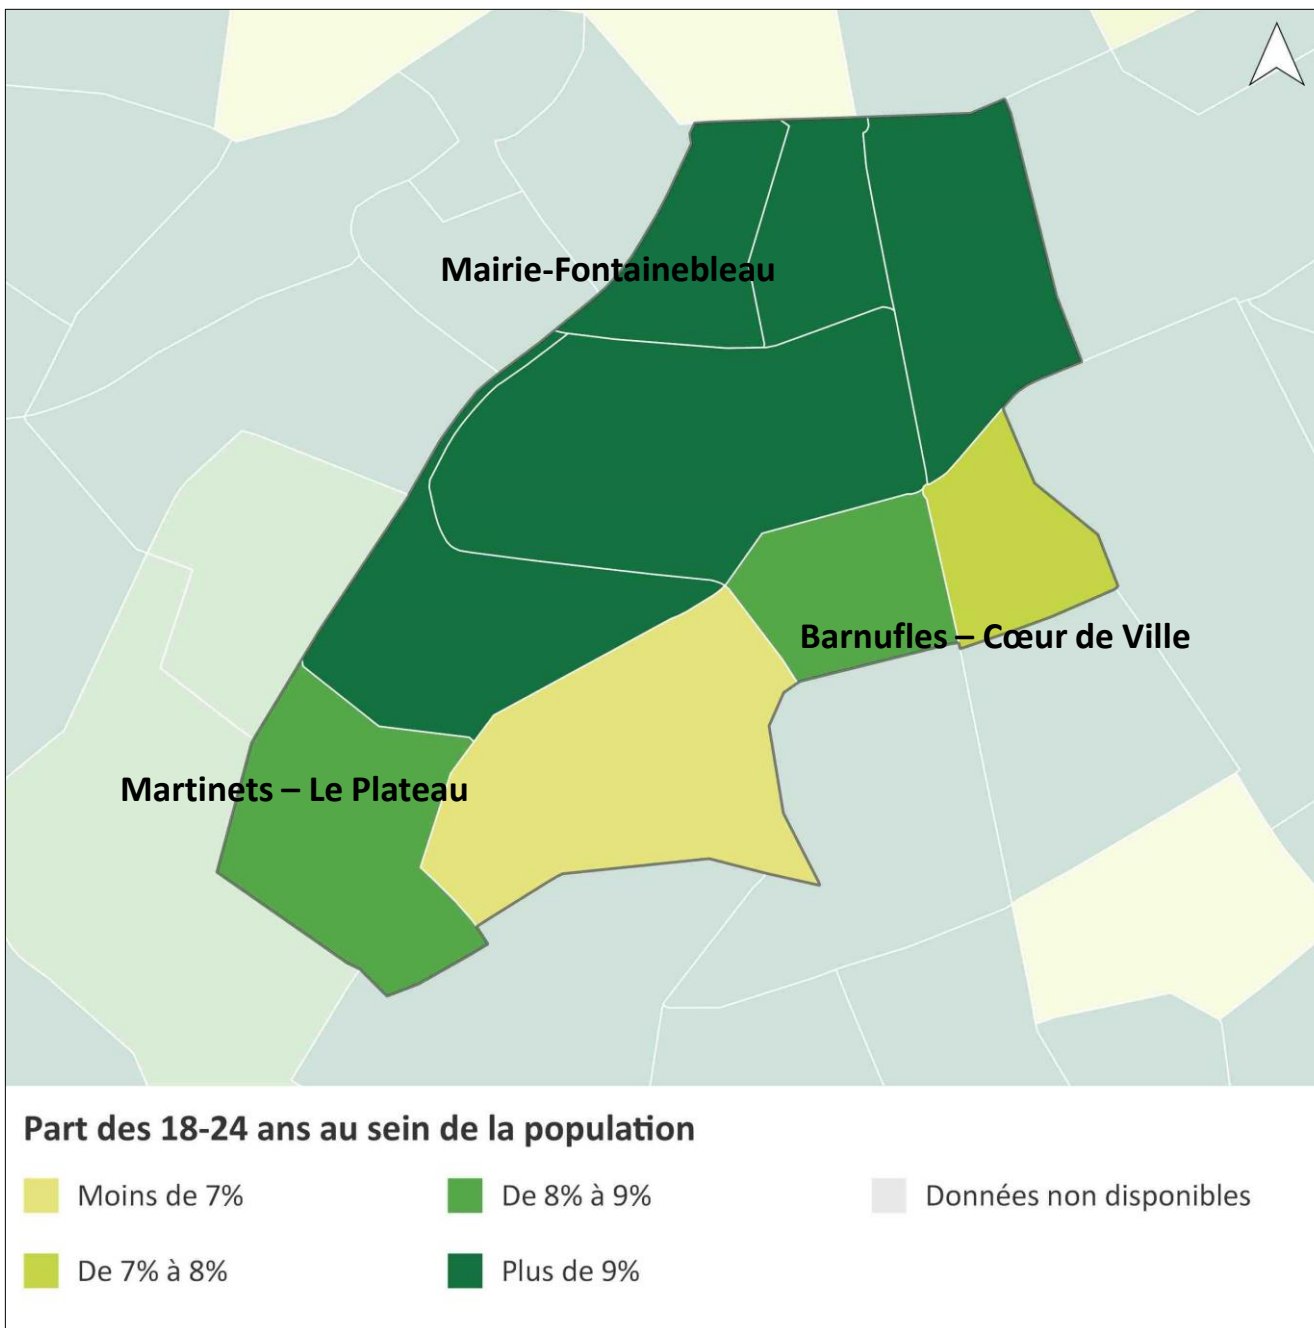 Mairie-Fontainebleau
Barnufles – Cœur de Ville
Martinets – Le Plateau
Part des 18-24 ans au sein de la population
Moins de 7%
De 8% à 9%
Données non disponibles
De 7% à 8%
Plus de 9%